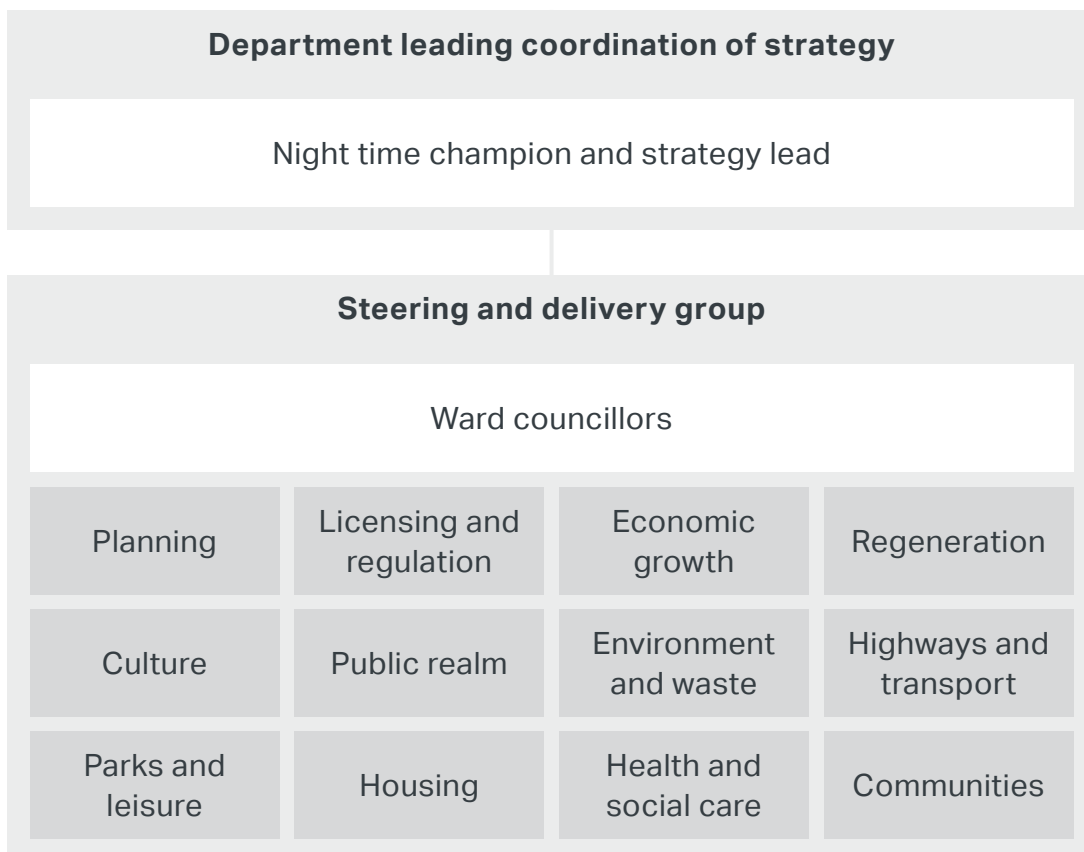 Department leading coordination of strategy
Night time champion and strategy lead
Steering and delivery group
Ward councillors
Planning
Licensing and
regulation
Economic
growth
Regeneration
Culture
Public realm
Environment
and waste
Highways and
transport
Parks and
leisure
Housing
Health and
social care
Communities